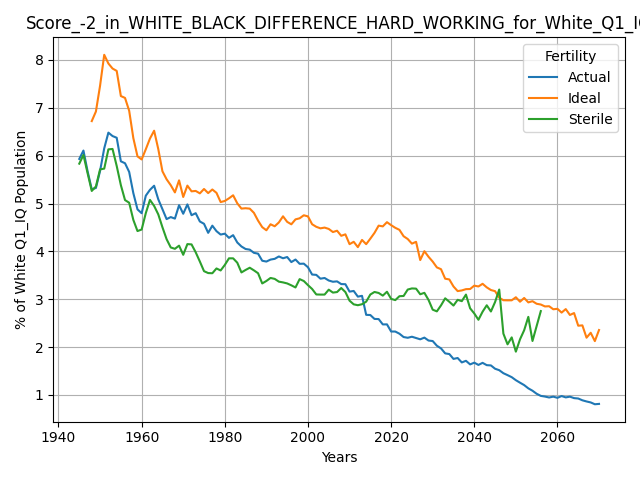 Score_-2_in_WHITE_BLACK_DIFFERENCE_HARD_WORKING_for_White_Q1_IQ
Fertility
Actual
Ideal
Sterile
% of White Q1_IQ Population
8
7
6
5
4
3
2
1
1940 1960 1980 2000 2020 2040 2060
Years